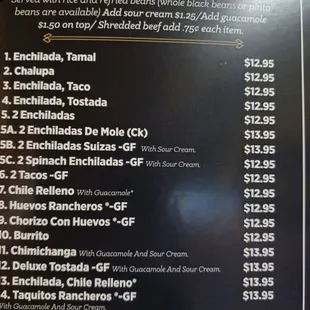 Served with rice and refried beans (whole black beans or pinto
beans are available) Add sour cream $1.25/Add guacamole
$1.50 on top/ Shredded beef add .75¢ each item.
1. Enchilada, Tamal $12.95
2. Chalupa $12.95
3. Enchilada, Taco $12.95
4. Enchilada, Tostada $12.95
5. 2 Enchiladas $12.95
5A. 2 Enchiladas De Mole (Ck) $13.95
5B. 2 Enchiladas Suizas -GF With Sour Cream. $12.95
5C. 2 Spinach Enchiladas -GF With Sour Cream. $12.95
6. 2 Tacos -GF $12.95
7. Chile Relleno With Guacamole* $12.95
8. Huevos Rancheros *-GF $12.95
9. Chorizo Con Huevos *-GF $12.95
10. Burrito $12.95
11. Chimichanga With Guacamole And Sour Cream. $13.95
12. Deluxe Tostada -GF With Guacamole And Sour Cream. $13.95
3. Enchilada, Chile Relleno* $13.95
4. Taquitos Rancheros *-GF $13.95
With Guacamole And Sour Cream.